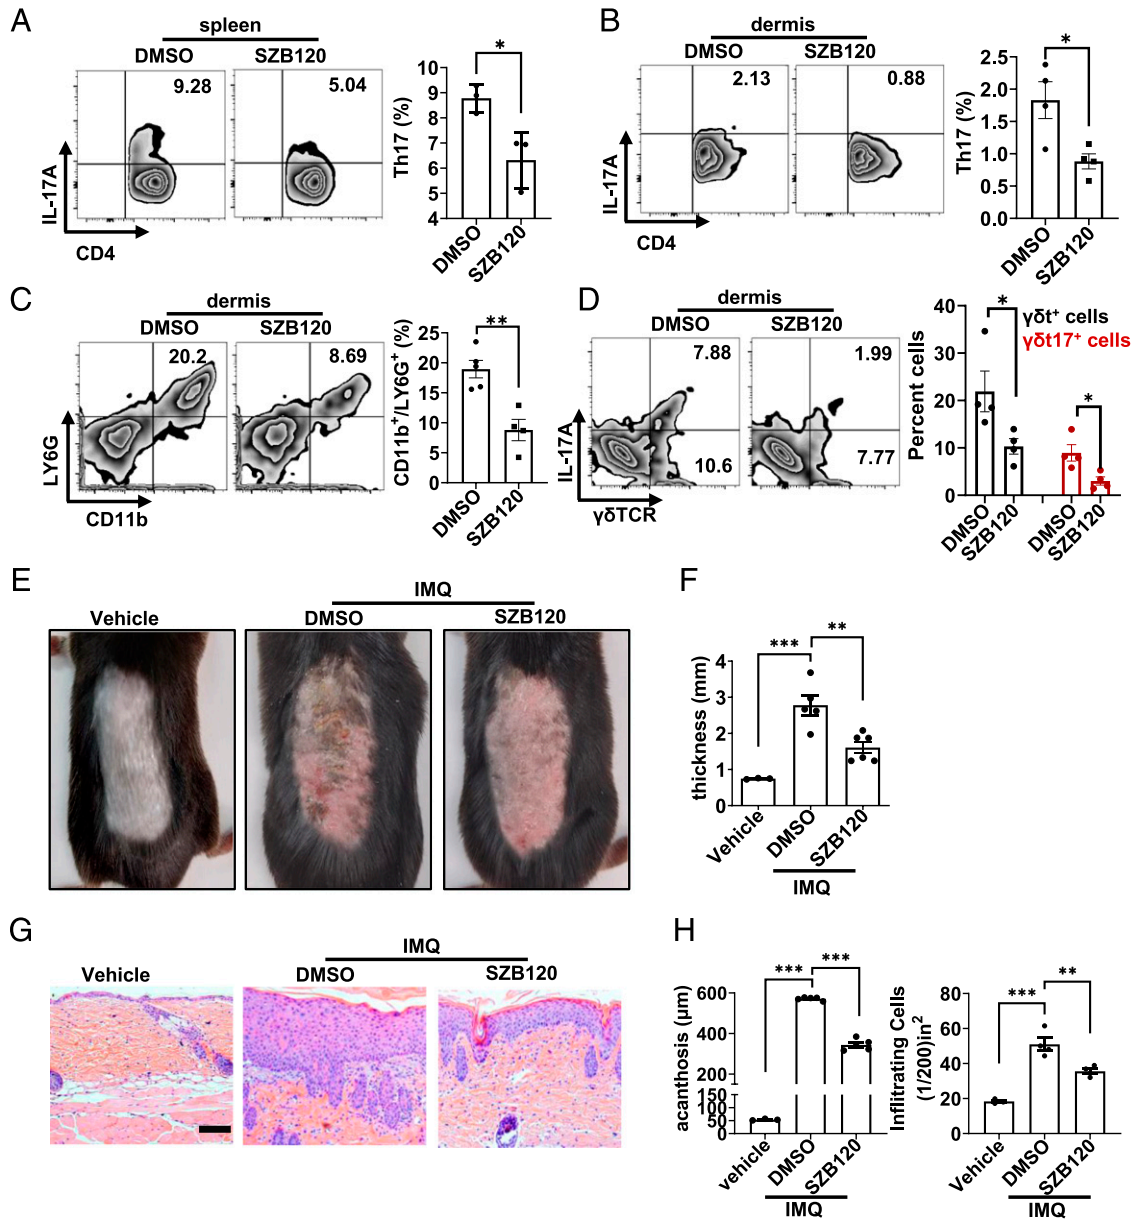 A
spleen
DMSO SZB120
9.28 5.04
IL-17A
CD4
*
Th17 (%)
10
9
8
7
6
5
4
DMSO SZB120
B
dermis
DMSO SZB120
2.13 0.88
IL-17A
CD4
*
Th17 (%)
2.5
2.0
1.5
1.0
0.5
0.0
DMSO SZB120
C
dermis
DMSO SZB120
20.2 8.69
LY6G
CD11b
**
CD11b⁺/LY6G⁺ (%)
25
20
15
10
5
0
DMSO SZB120
D
dermis
DMSO SZB120
7.88 1.99
10.6 7.77
IL-17A
γδTCR
* γδt⁺ cells
γδt17⁺ cells
*
Percent cells
40
30
20
10
0
DMSO SZB120 DMSO SZB120
E
IMQ
Vehicle DMSO SZB120
F
*** **
thickness (mm)
4
3
2
1
0
Vehicle DMSO SZB120
IMQ
G
IMQ
Vehicle DMSO SZB120
H
*** ***
acanthosis (μm)
600
400
200
150
100
50
0
vehicle DMSO SZB120
IMQ
*** **
Inflitrating Cells
(1/200)in²
80
60
40
20
0
Vehicle DMSO SZB120
IMQ